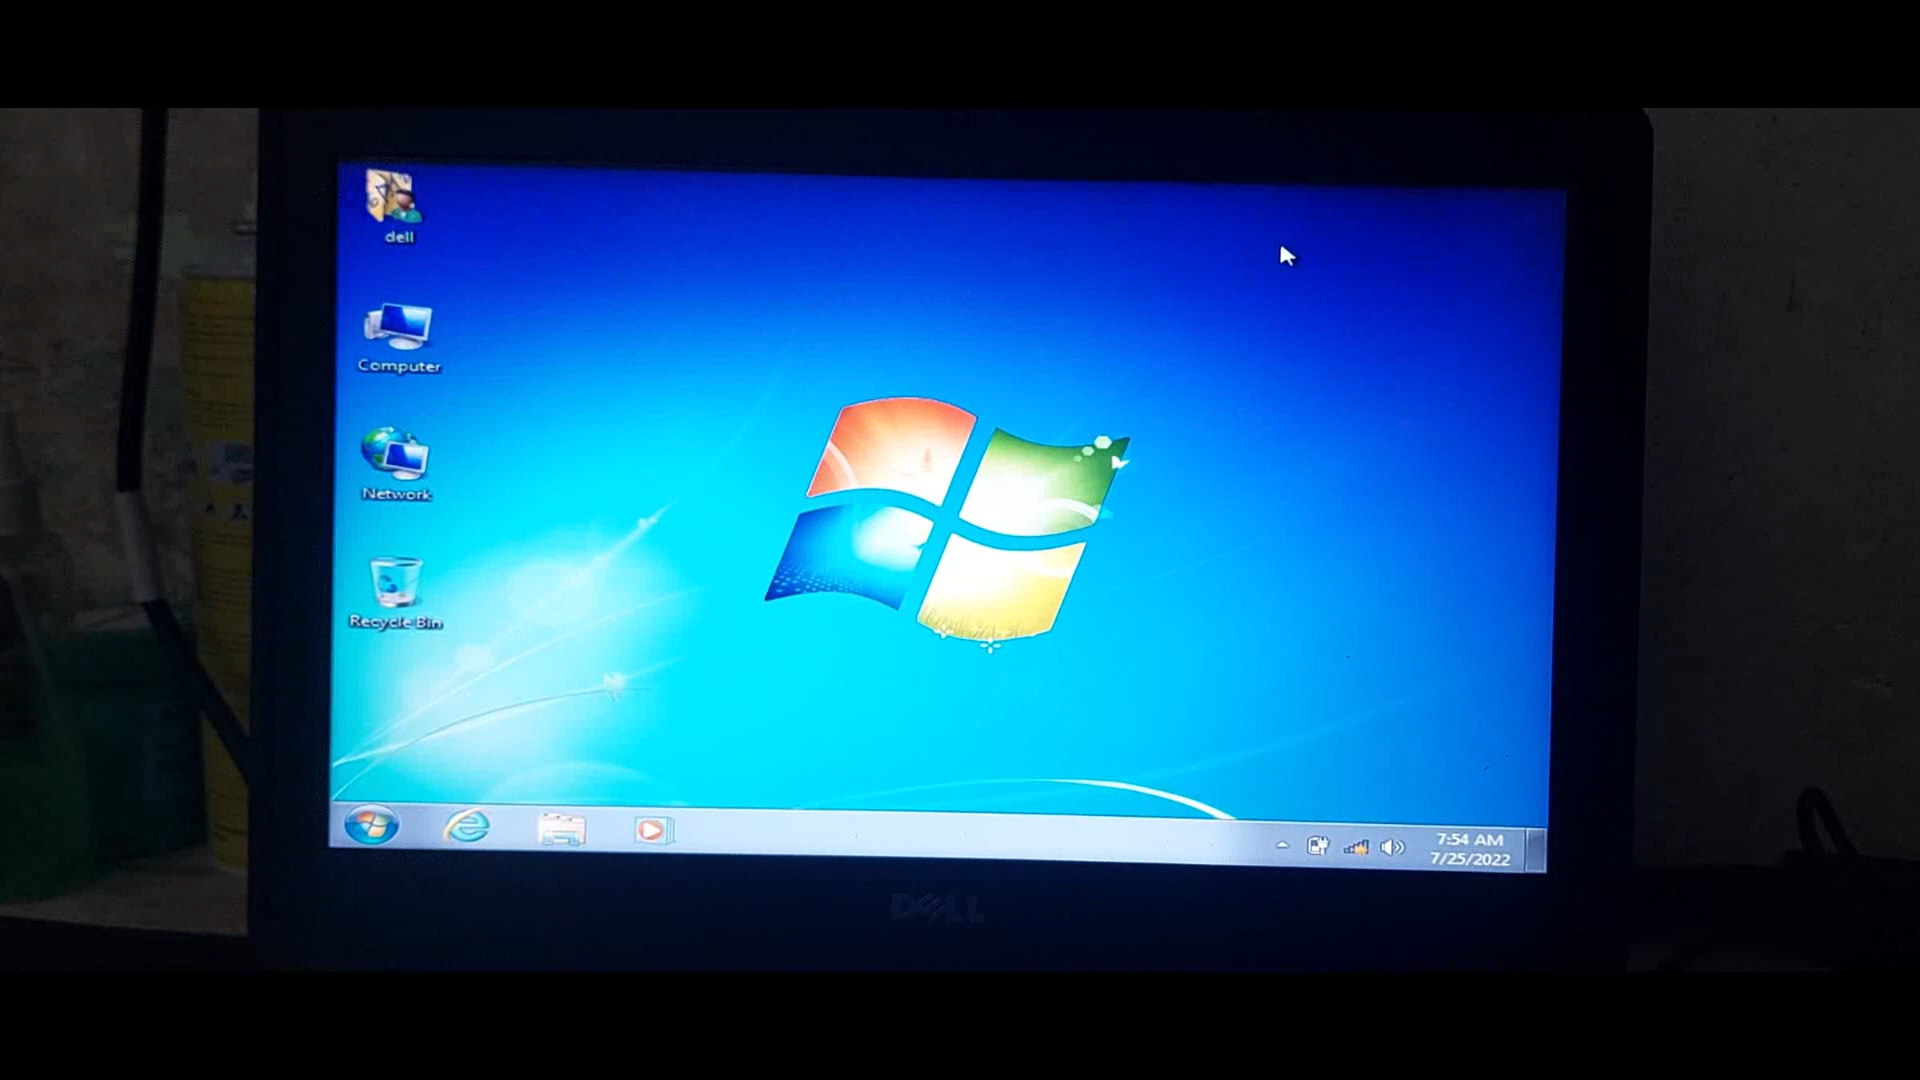 dell
Computer
Network
Recycle Bin
7:54 AM
7/25/2022
DELL